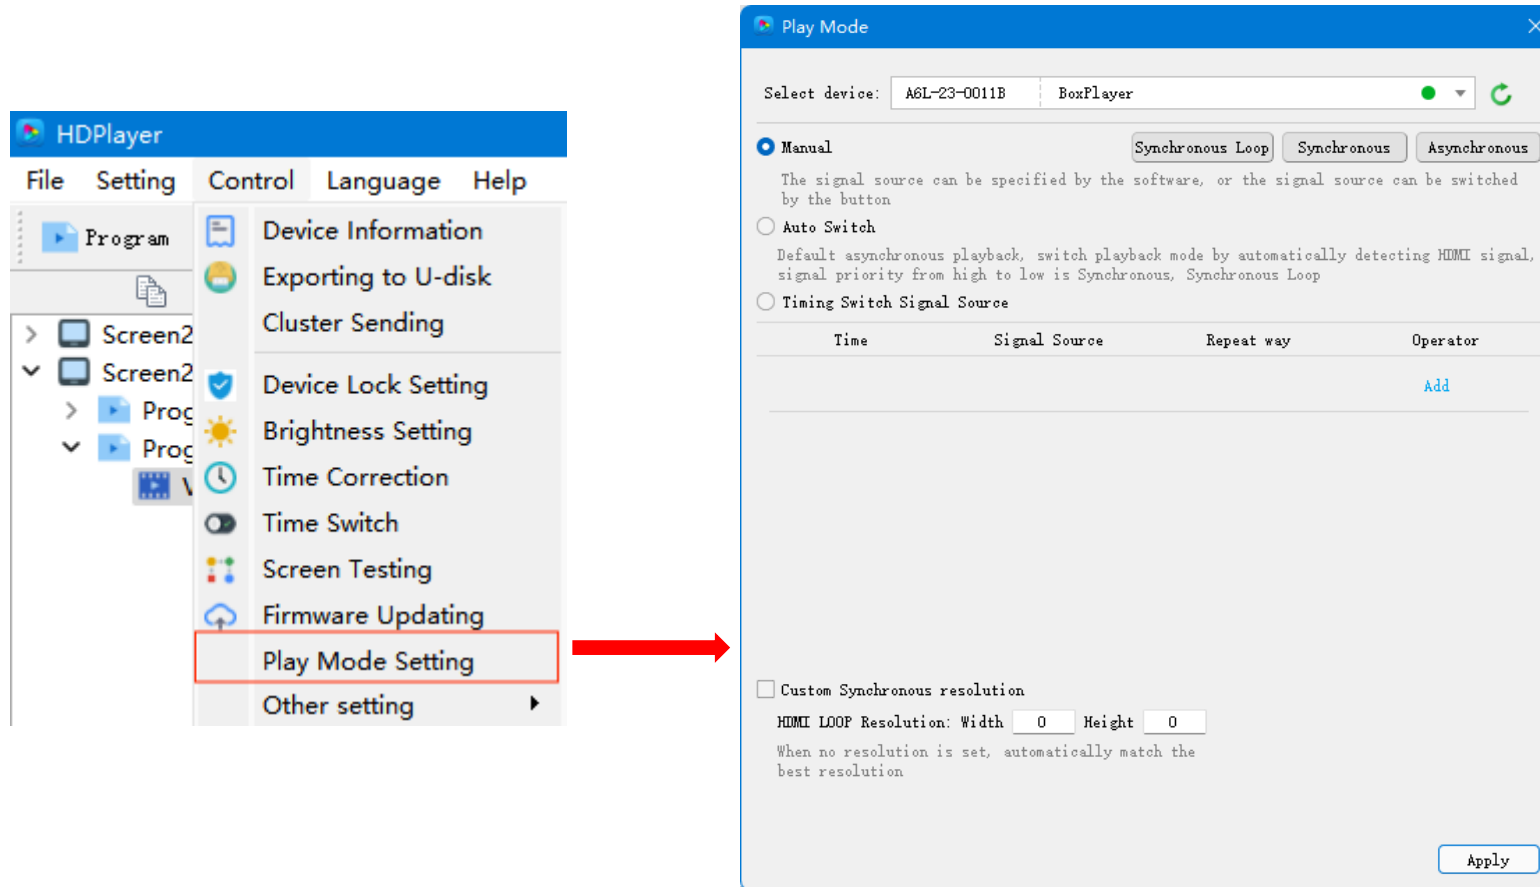 HDPlayer
File Setting Control Language Help
Program
Device Information
Exporting to U-disk
Cluster Sending
Screen2
Device Lock Setting
Screen2
Brightness Setting
Prog
Time Correction
Prog
Time Switch
Screen Testing
Firmware Updating
Play Mode Setting
Other setting
Play Mode
Select device: A6L-23-0011B BoxPlayer
Manual Synchronous Loop Synchronous Asynchronous
The signal source can be specified by the software, or the signal source can be switched
by the button
Auto Switch
Default asynchronous playback, switch playback mode by automatically detecting HDMI signal,
signal priority from high to low is Synchronous, Synchronous Loop
Timing Switch Signal Source
Time Signal Source Repeat way Operator
Add
Custom Synchronous resolution
HDMI LOOP Resolution: Width 0 Height 0
When no resolution is set, automatically match the
best resolution
Apply